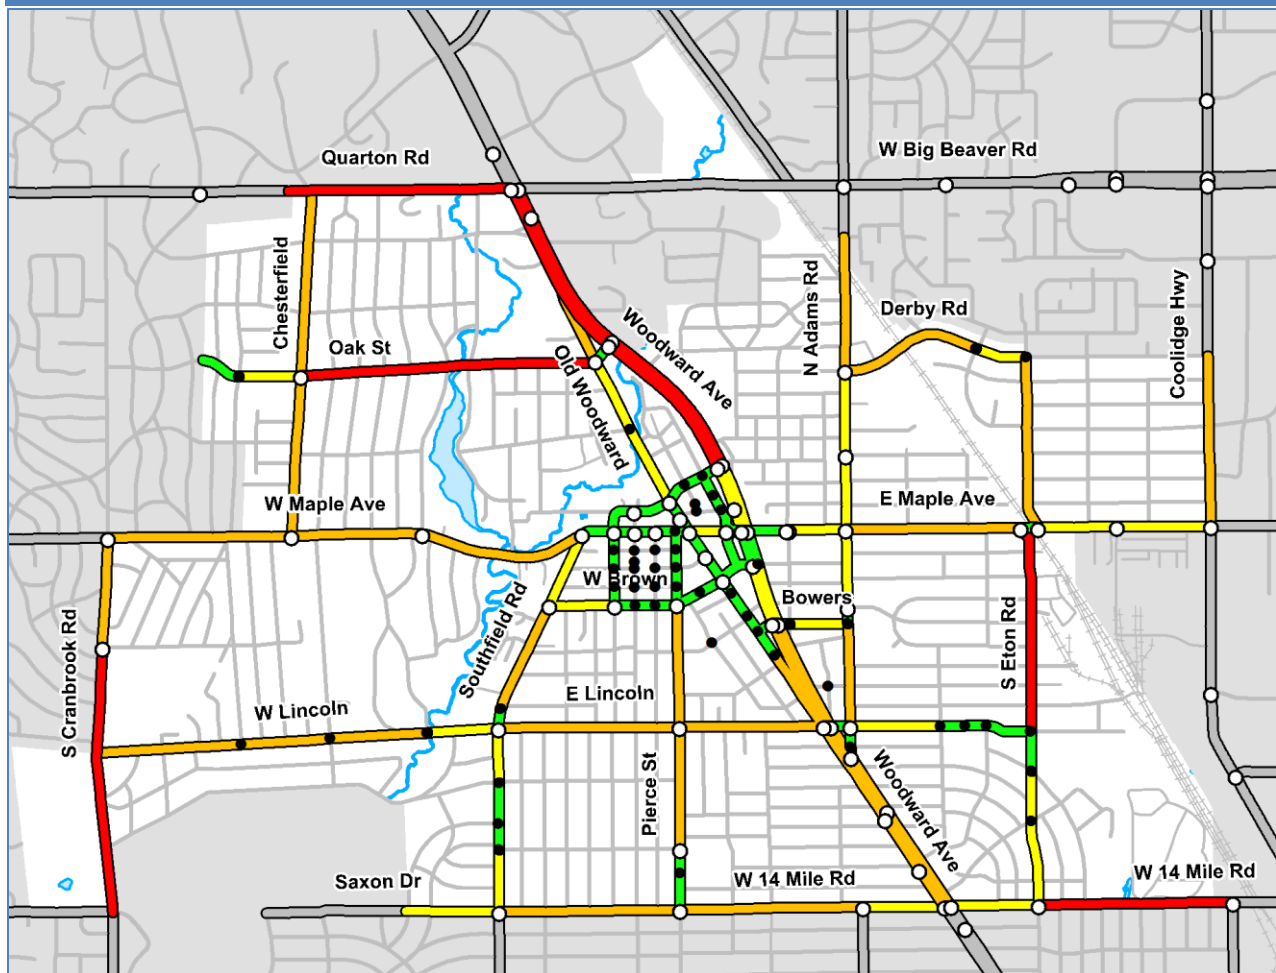 Quarton Rd
W Big Beaver Rd
Chesterfield
N Adams Rd
Derby Rd
Coolidge Hwy
Oak St
Woodward Ave
Old Woodward
W Maple Ave
E Maple Ave
W Brown
Bowers
S Cranbrook Rd
Southfield Rd
S Eton Rd
W Lincoln
E Lincoln
Pierce St
Woodward Ave
Saxon Dr
W 14 Mile Rd
W 14 Mile Rd